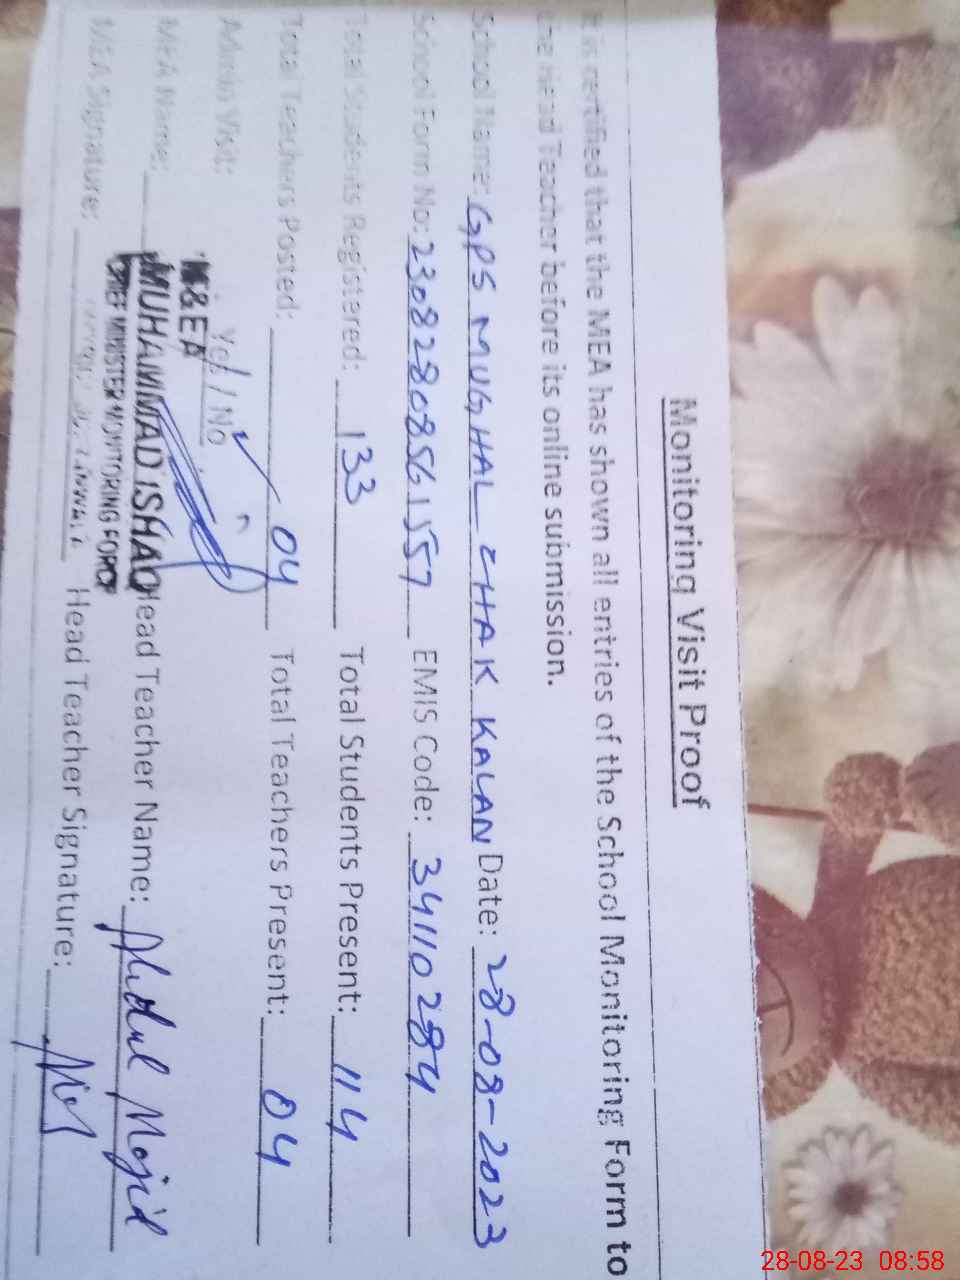 Monitoring Visit Proof
It is certified that the MEA has shown all entries of the School Monitoring Form to
the Head Teacher before its online submission.
School Name: GPS MUGHAL CHAK KALAN Date: 28-08-2023
School Form No: 23082808561557 EMIS Code: 34110284
Total Students Registered: 133 Total Students Present: 114
Total Teachers Posted: 04 Total Teachers Present: 04
Admin Visit: Yes / No
M&EA
MEA Name: MUHAMMAD ISHAQ Head Teacher Name: Abdul Majid
CHIEF MINISTER MONITORING FORCE
MEA Signature: Head Teacher Signature:
28-08-23 08:58